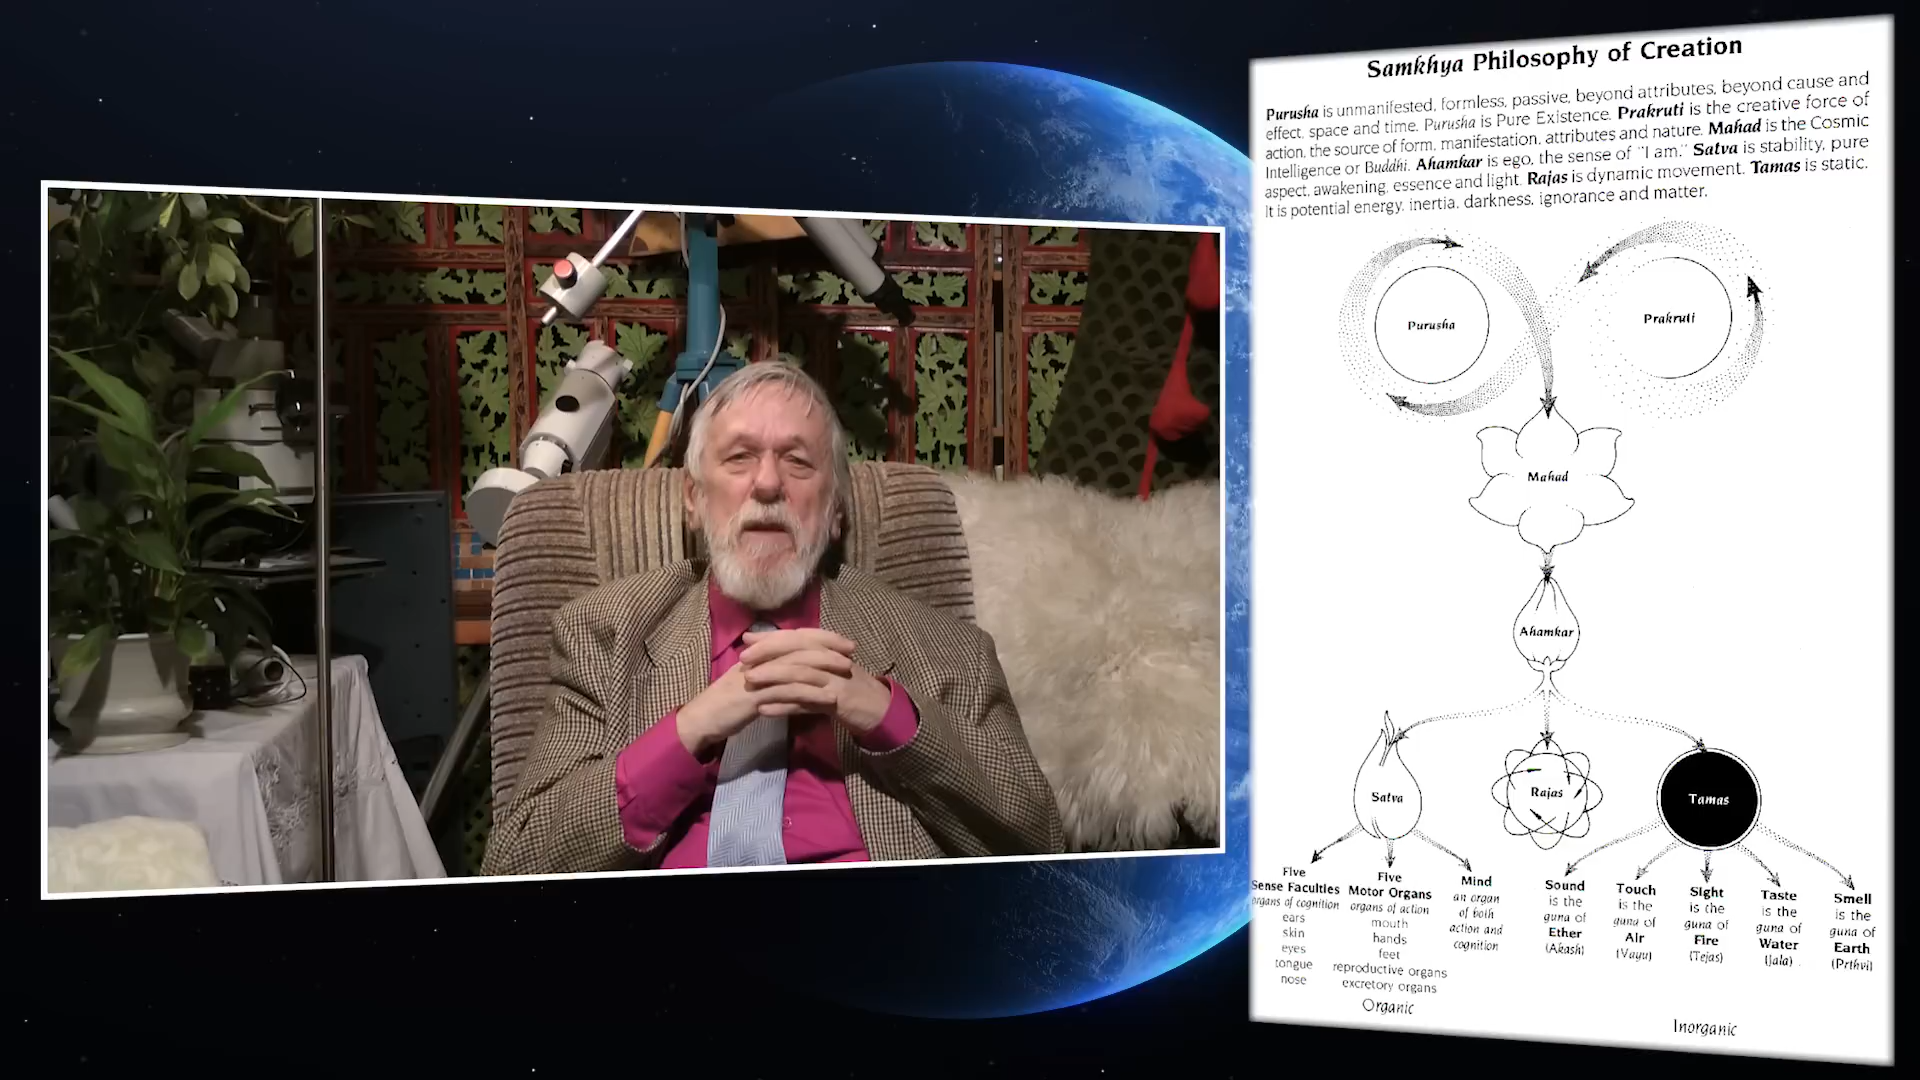 Samkhya Philosophy of Creation
Purusha is unmanifested, formless, passive, beyond attributes, beyond cause and
effect, space and time. Purusha is Pure Existence. Prakruti is the creative force of
action, the source of form, manifestation, attributes and nature. Mahad is the Cosmic
Intelligence or Buddhi. Ahamkar is ego, the sense of "I am." Satva is stability, pure
aspect, awakening, essence and light. Rajas is dynamic movement. Tamas is static.
It is potential energy, inertia, darkness, ignorance and matter.
Purusha
Prakruti
Mahad
Ahamkar
Satva
Rajas
Tamas
Five
Sense Faculties
organs of cognition
ears
skin
eyes
tongue
nose
Five
Motor Organs
organs of action
mouth
hands
feet
reproductive organs
excretory organs
Mind
an organ
of both
action and
cognition
Organic
Sound
is the
guna of
Ether
(Akash)
Touch
is the
guna of
Air
(Vayu)
Sight
is the
guna of
Fire
(Tejas)
Taste
is the
guna of
Water
(Jala)
Smell
is the
guna of
Earth
(Prthvi)
Inorganic